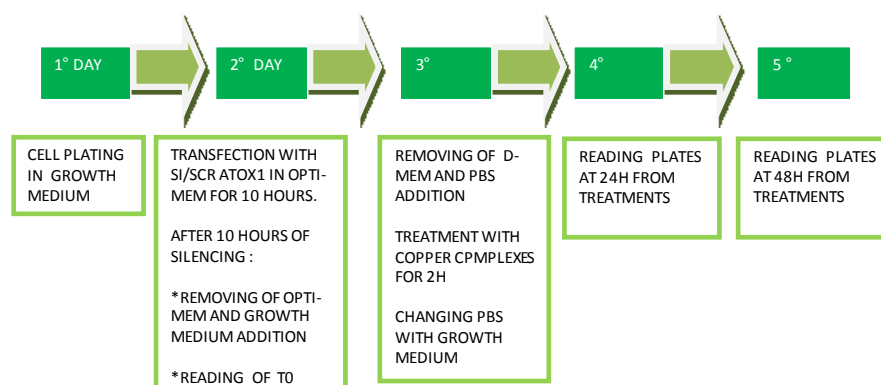 1° DAY
2° DAY
3°
4°
5 °
CELL PLATING
IN GROWTH
MEDIUM
TRANSFECTION WITH
SI/SCR ATOX1 IN OPTI-
MEM FOR 10 HOURS.
AFTER 10 HOURS OF
SILENCING :
*REMOVING OF OPTI-
MEM AND GROWTH
MEDIUM ADDITION
*READING OF T0
REMOVING OF D-
MEM AND PBS
ADDITION
TREATMENT WITH
COPPER CPMPLEXES
FOR 2H
CHANGING PBS
WITH GROWTH
MEDIUM
READING PLATES
AT 24H FROM
TREATMENTS
READING PLATES
AT 48H FROM
TREATMENTS